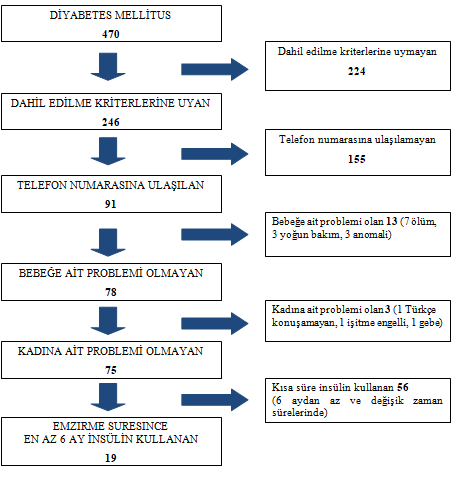 DİYABETES MELLİTUS
470
Dahil edilme kriterlerine uymayan
224
DAHİL EDİLME KRİTERLERİNE UYAN
246
Telefon numarasına ulaşılamayan
155
TELEFON NUMARASINA ULAŞILAN
91
Bebeğe ait problemi olan 13 (7 ölüm,
3 yoğun bakım, 3 anomali)
BEBEĞE AİT PROBLEMİ OLMAYAN
78
Kadına ait problemi olan 3 (1 Türkçe
konuşamayan, 1 işitme engelli, 1 gebe)
KADINA AİT PROBLEMİ OLMAYAN
75
Kısa süre insülin kullanan 56
(6 aydan az ve değişik zaman
sürelerinde)
EMZIRME SURESINCE
EN AZ 6 AY İNSÜLİN KULLANAN
19